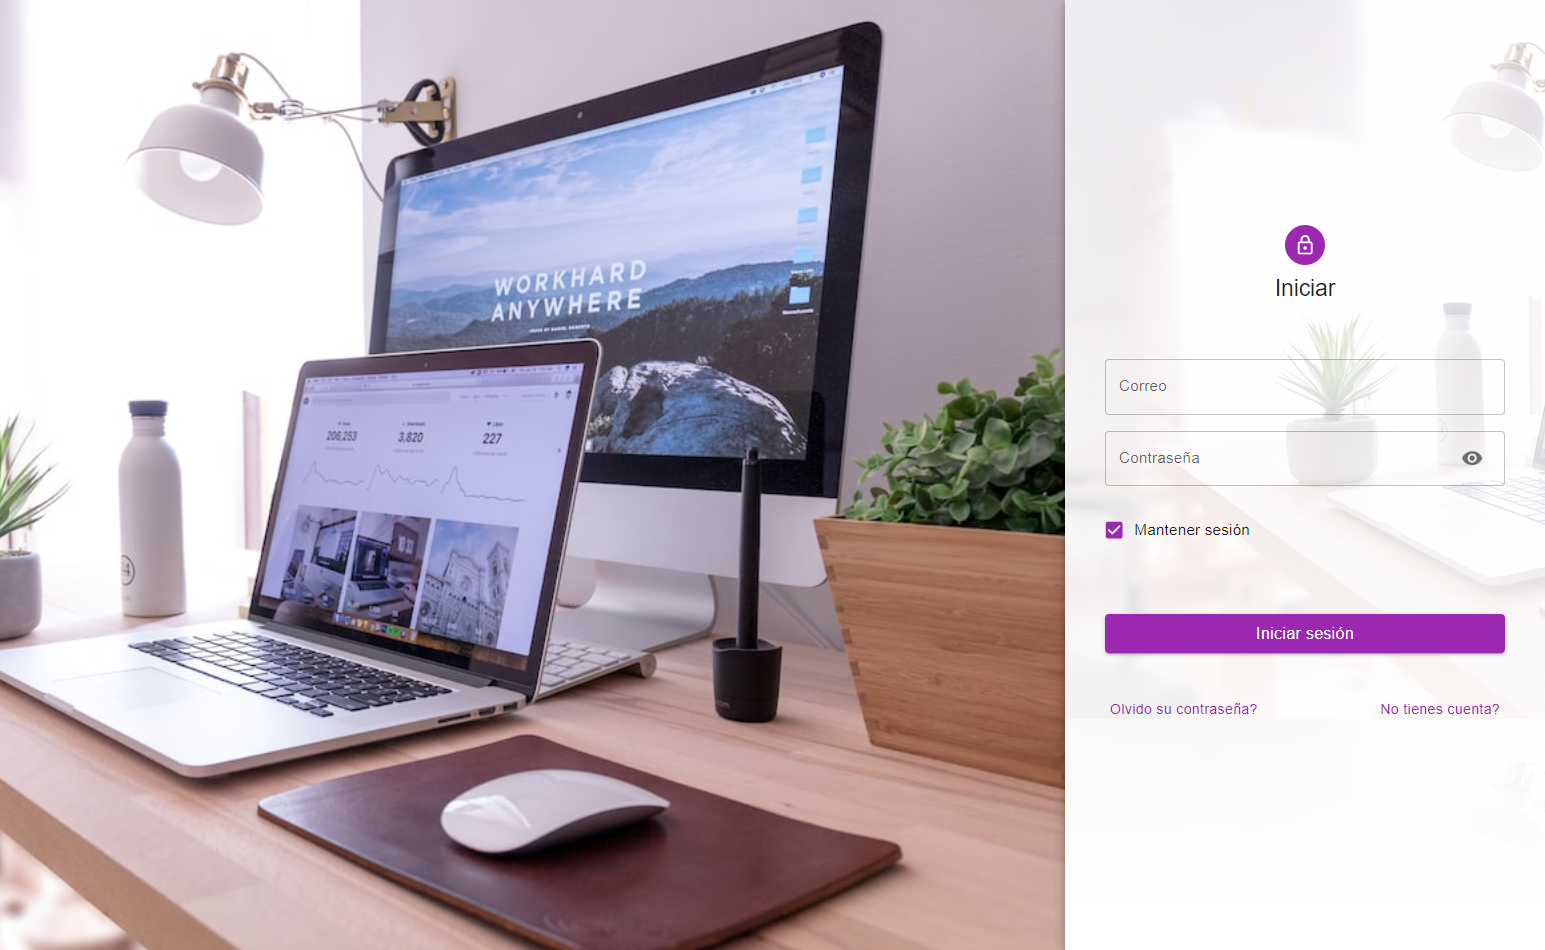 WORKHARD
ANYWHERE
206,253
3,820
227
Iniciar
Correo
Contraseña
Mantener sesión
Iniciar sesión
Olvido su contraseña?
No tienes cuenta?